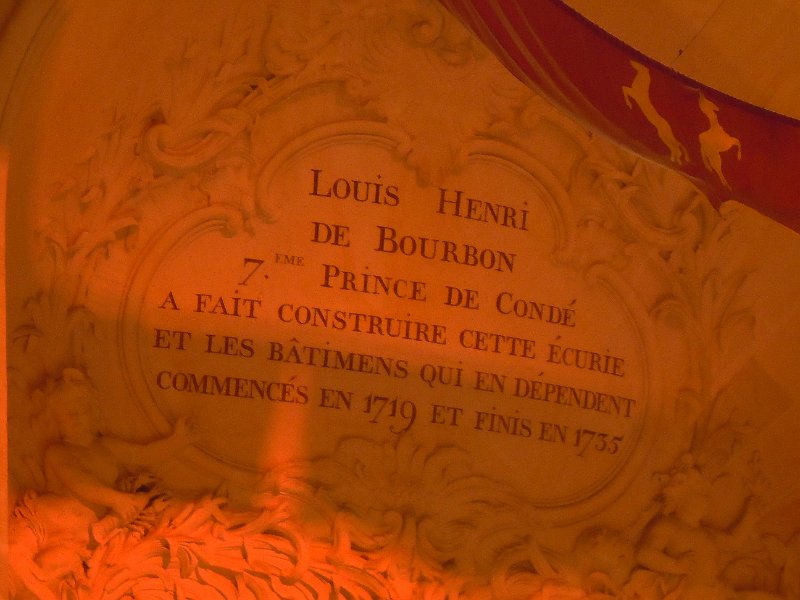 LOUIS HENRI
DE BOURBON
7.EME PRINCE DE CONDÉ
A FAIT CONSTRUIRE CETTE ÉCURIE
ET LES BÂTIMENS QUI EN DÉPENDENT
COMMENCÉS EN 1719 ET FINIS EN 1735